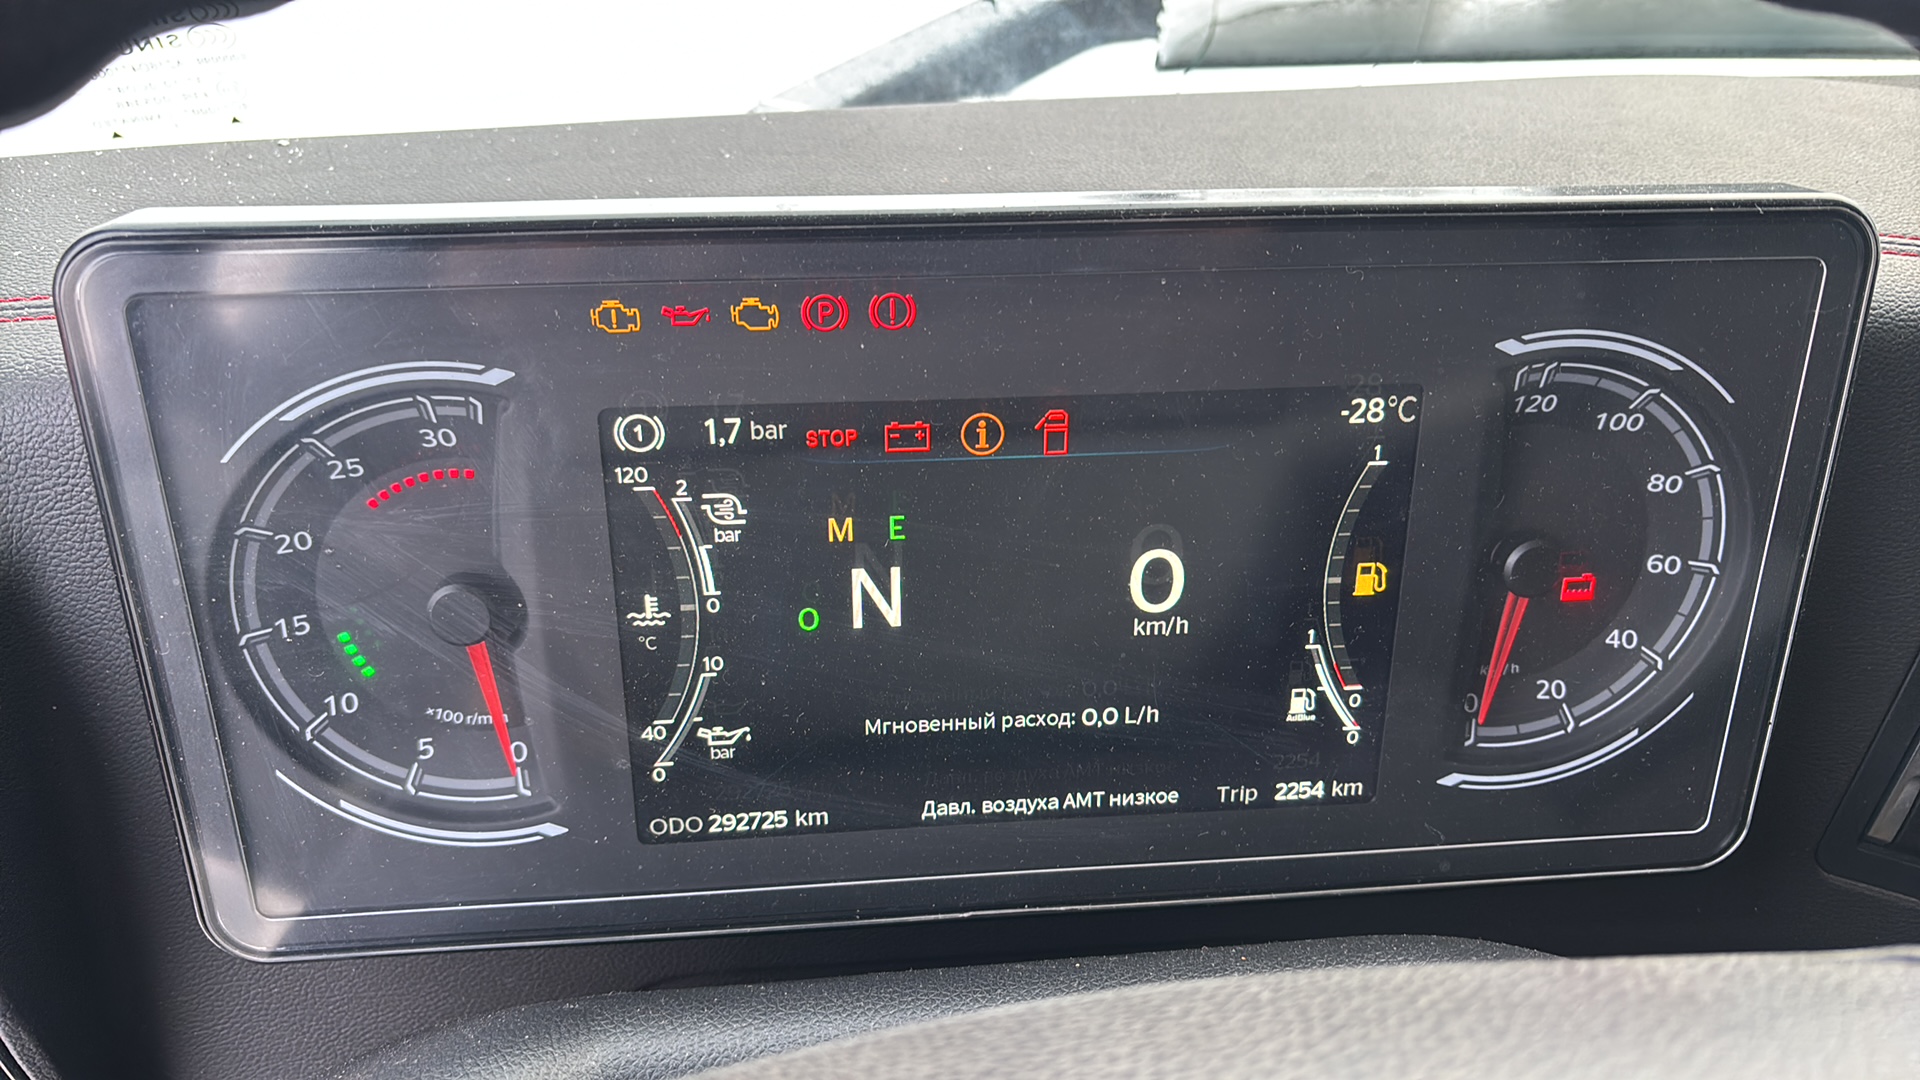 P
1 1,7 bar STOP
-28°C
120
2
bar
0
°C
10
40
bar
0
M E
N
O
0
km/h
Мгновенный расход: 0,0 L/h
Давл. воздуха АМТ низкое
ODO 292725 km
Trip 2254 km
1
0
1
AdBlue
0
30
25
20
15
10
5
0
×100 r/min
120
100
80
60
40
20
0
km/h